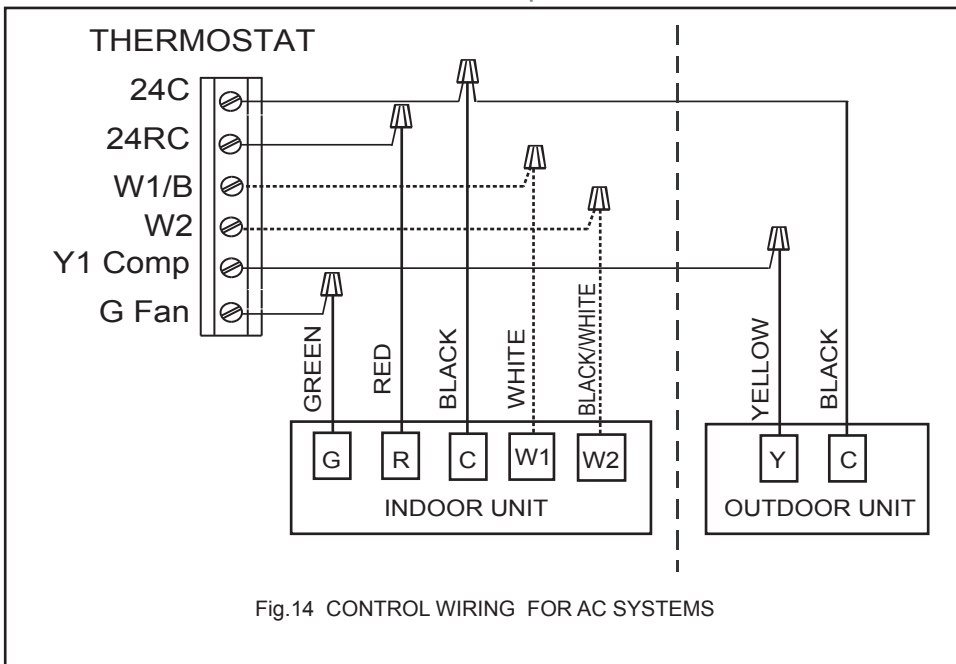 THERMOSTAT
24C
24RC
W1/B
W2
Y1 Comp
G Fan
GREEN
RED
BLACK
WHITE
BLACK/WHITE
YELLOW
BLACK
G
R
C
W1
W2
Y
C
INDOOR UNIT
OUTDOOR UNIT
Fig.14 CONTROL WIRING FOR AC SYSTEMS